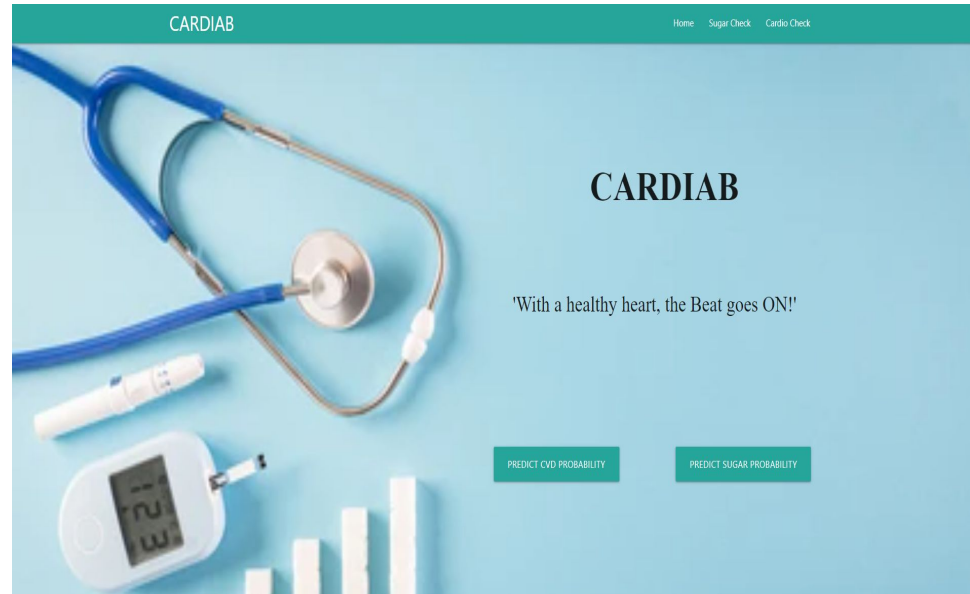 CARDIAB
Home Sugar Check Cardio Check
CARDIAB
'With a healthy heart, the Beat goes ON!'
PREDICT CVD PROBABILITY
PREDICT SUGAR PROBABILITY